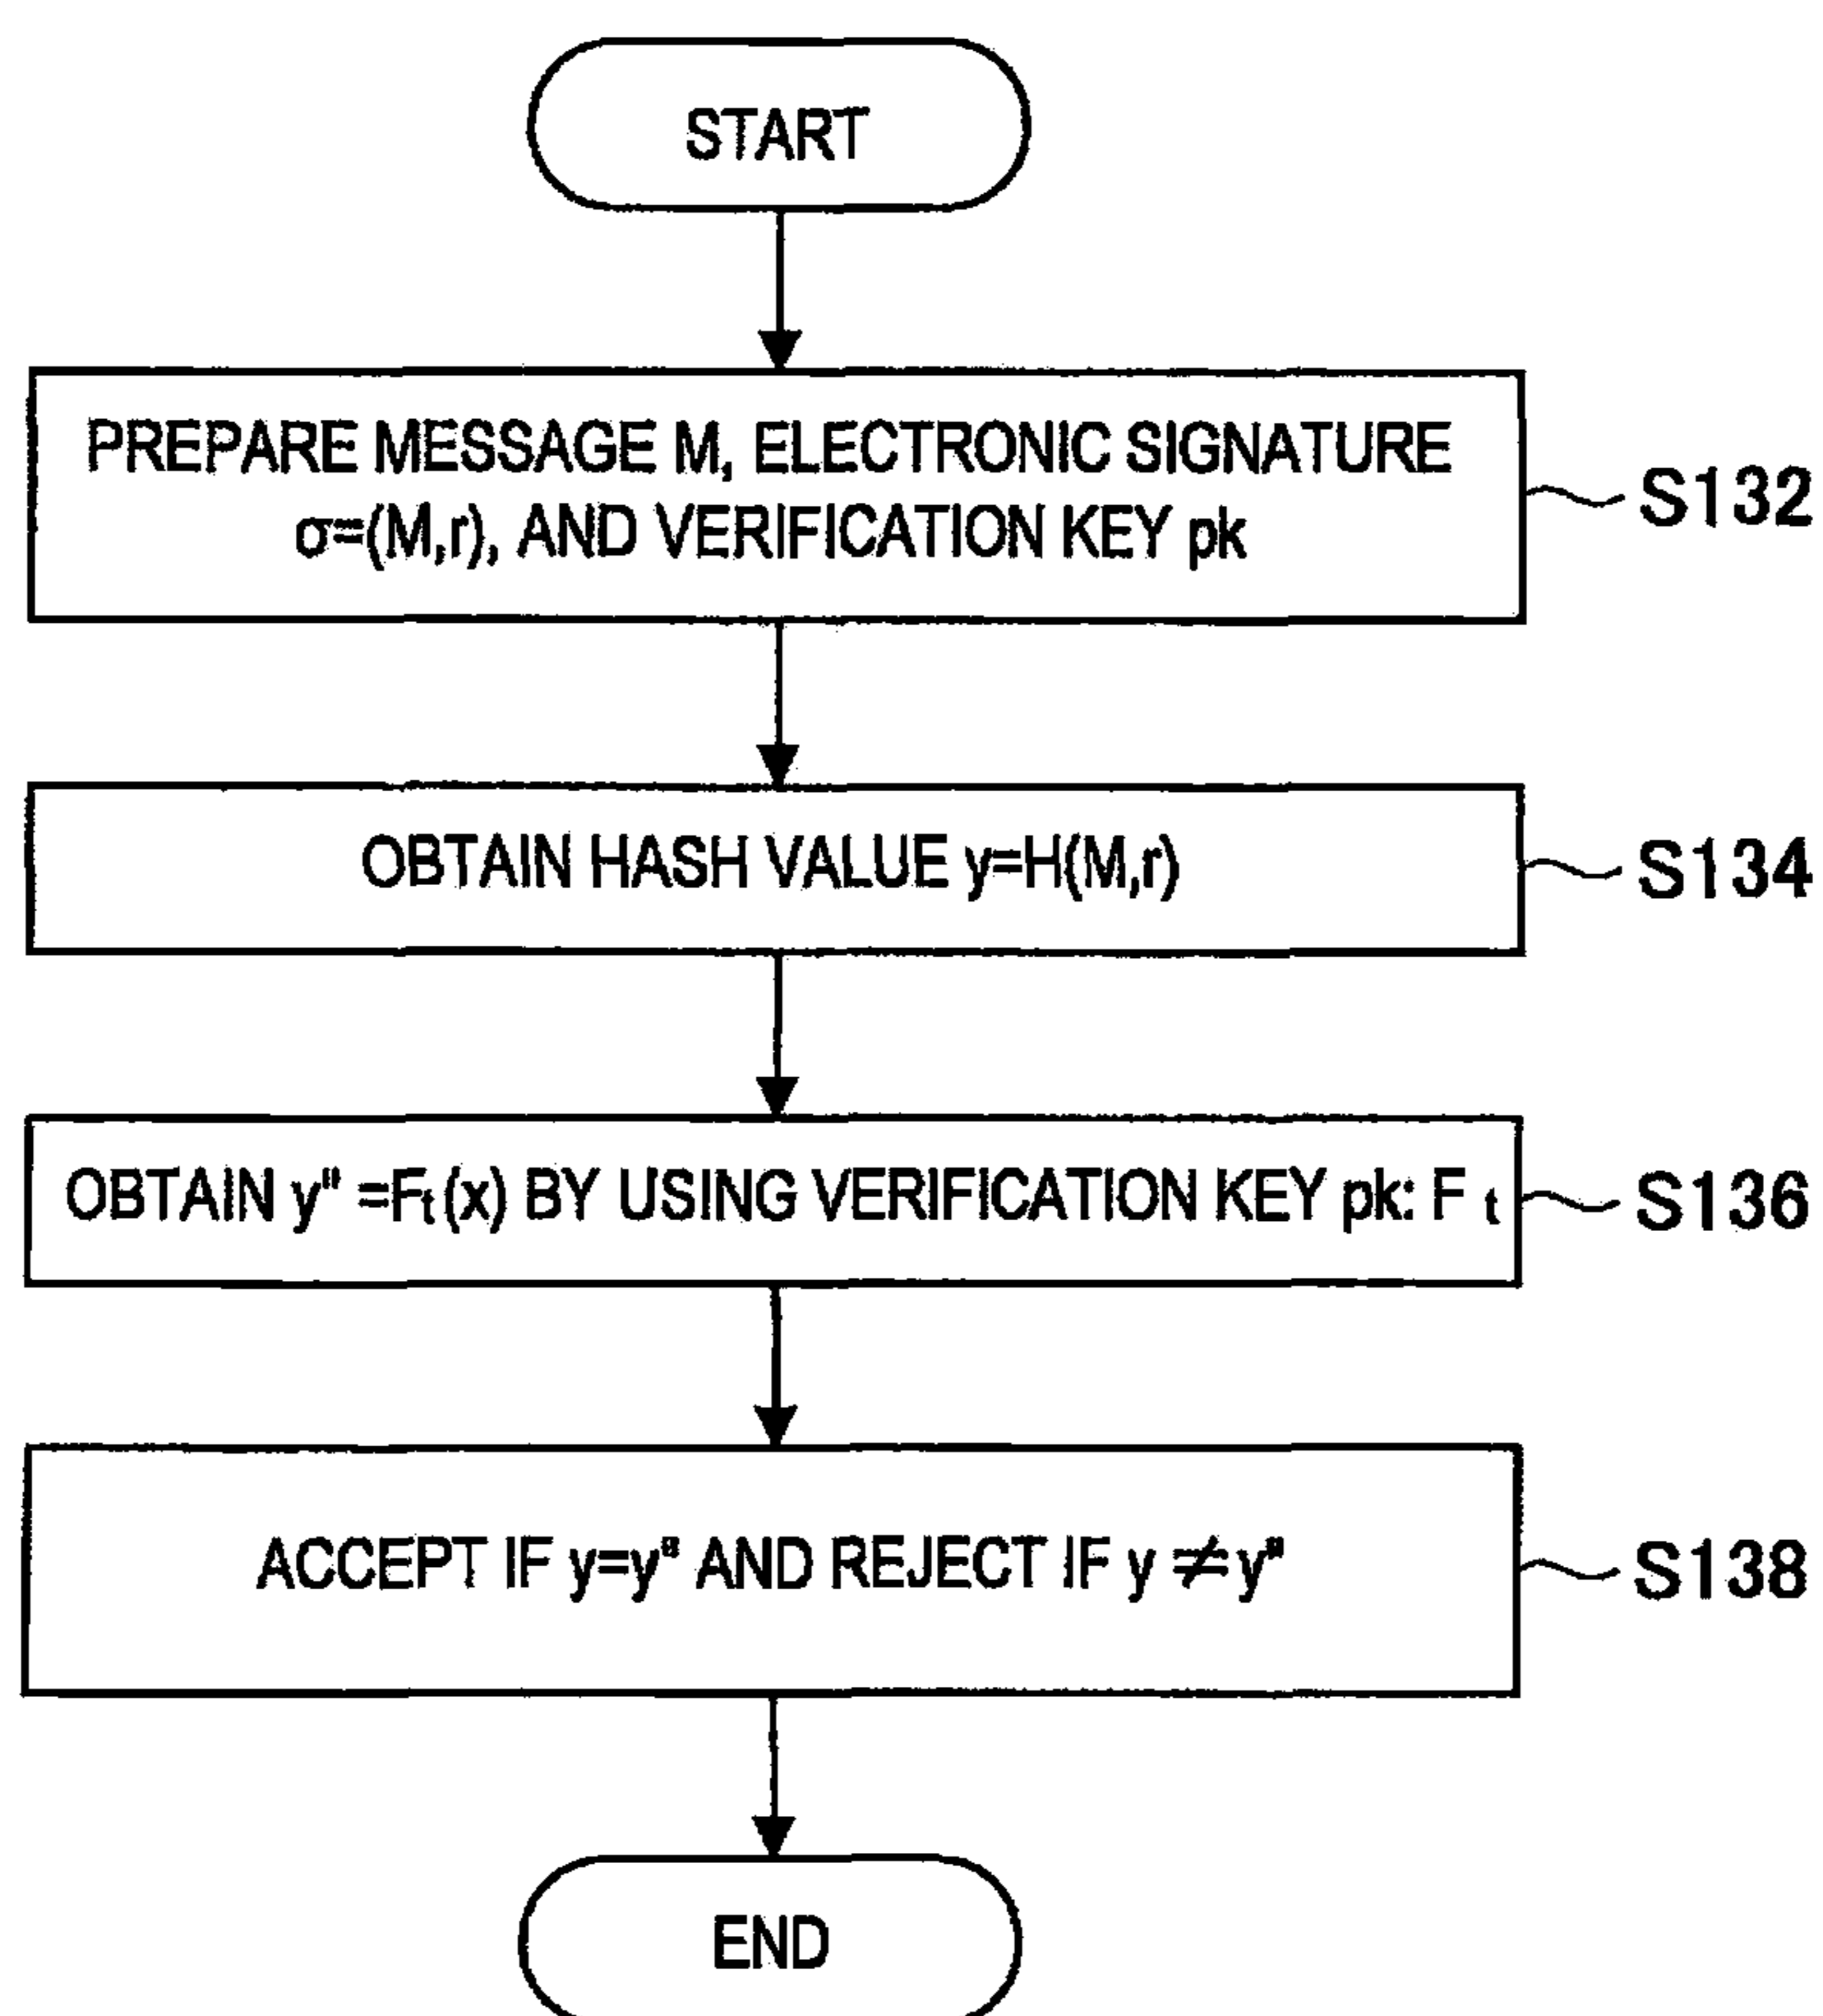 START
PREPARE MESSAGE M, ELECTRONIC SIGNATURE
σ=(M,r), AND VERIFICATION KEY pk
S132
OBTAIN HASH VALUE y=H(M,r)
S134
OBTAIN y" =Fₜ(x) BY USING VERIFICATION KEY pk: F ₜ
S136
ACCEPT IF y=y" AND REJECT IF y ≠ y"
S138
END